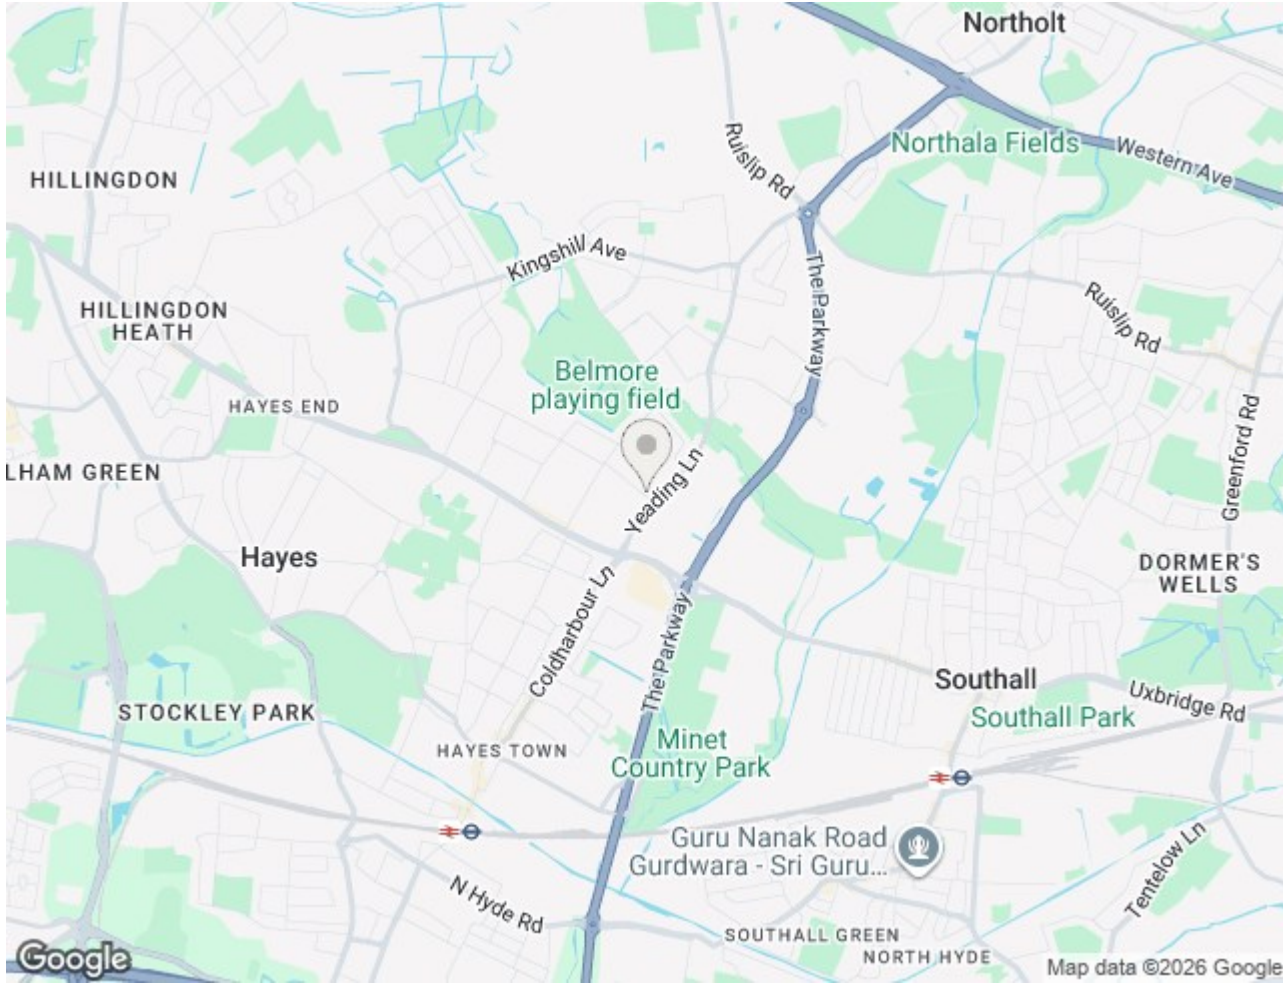 Northolt
Ruislip Rd
Northala Fields
Western Ave
HILLINGDON
Kingshill Ave
The Parkway
Ruislip Rd
HILLINGDON
HEATH
Belmore
playing field
HAYES END
Greenford Rd
LHAM GREEN
Yeading Ln
Hayes
DORMER'S
WELLS
Coldharbour Ln
The Parkway
Southall
Uxbridge Rd
STOCKLEY PARK
Southall Park
HAYES TOWN
Minet
Country Park
Guru Nanak Road
Gurdwara - Sri Guru...
Tentelow Ln
N Hyde Rd
SOUTHALL GREEN
NORTH HYDE
Google
Map data ©2026 Google